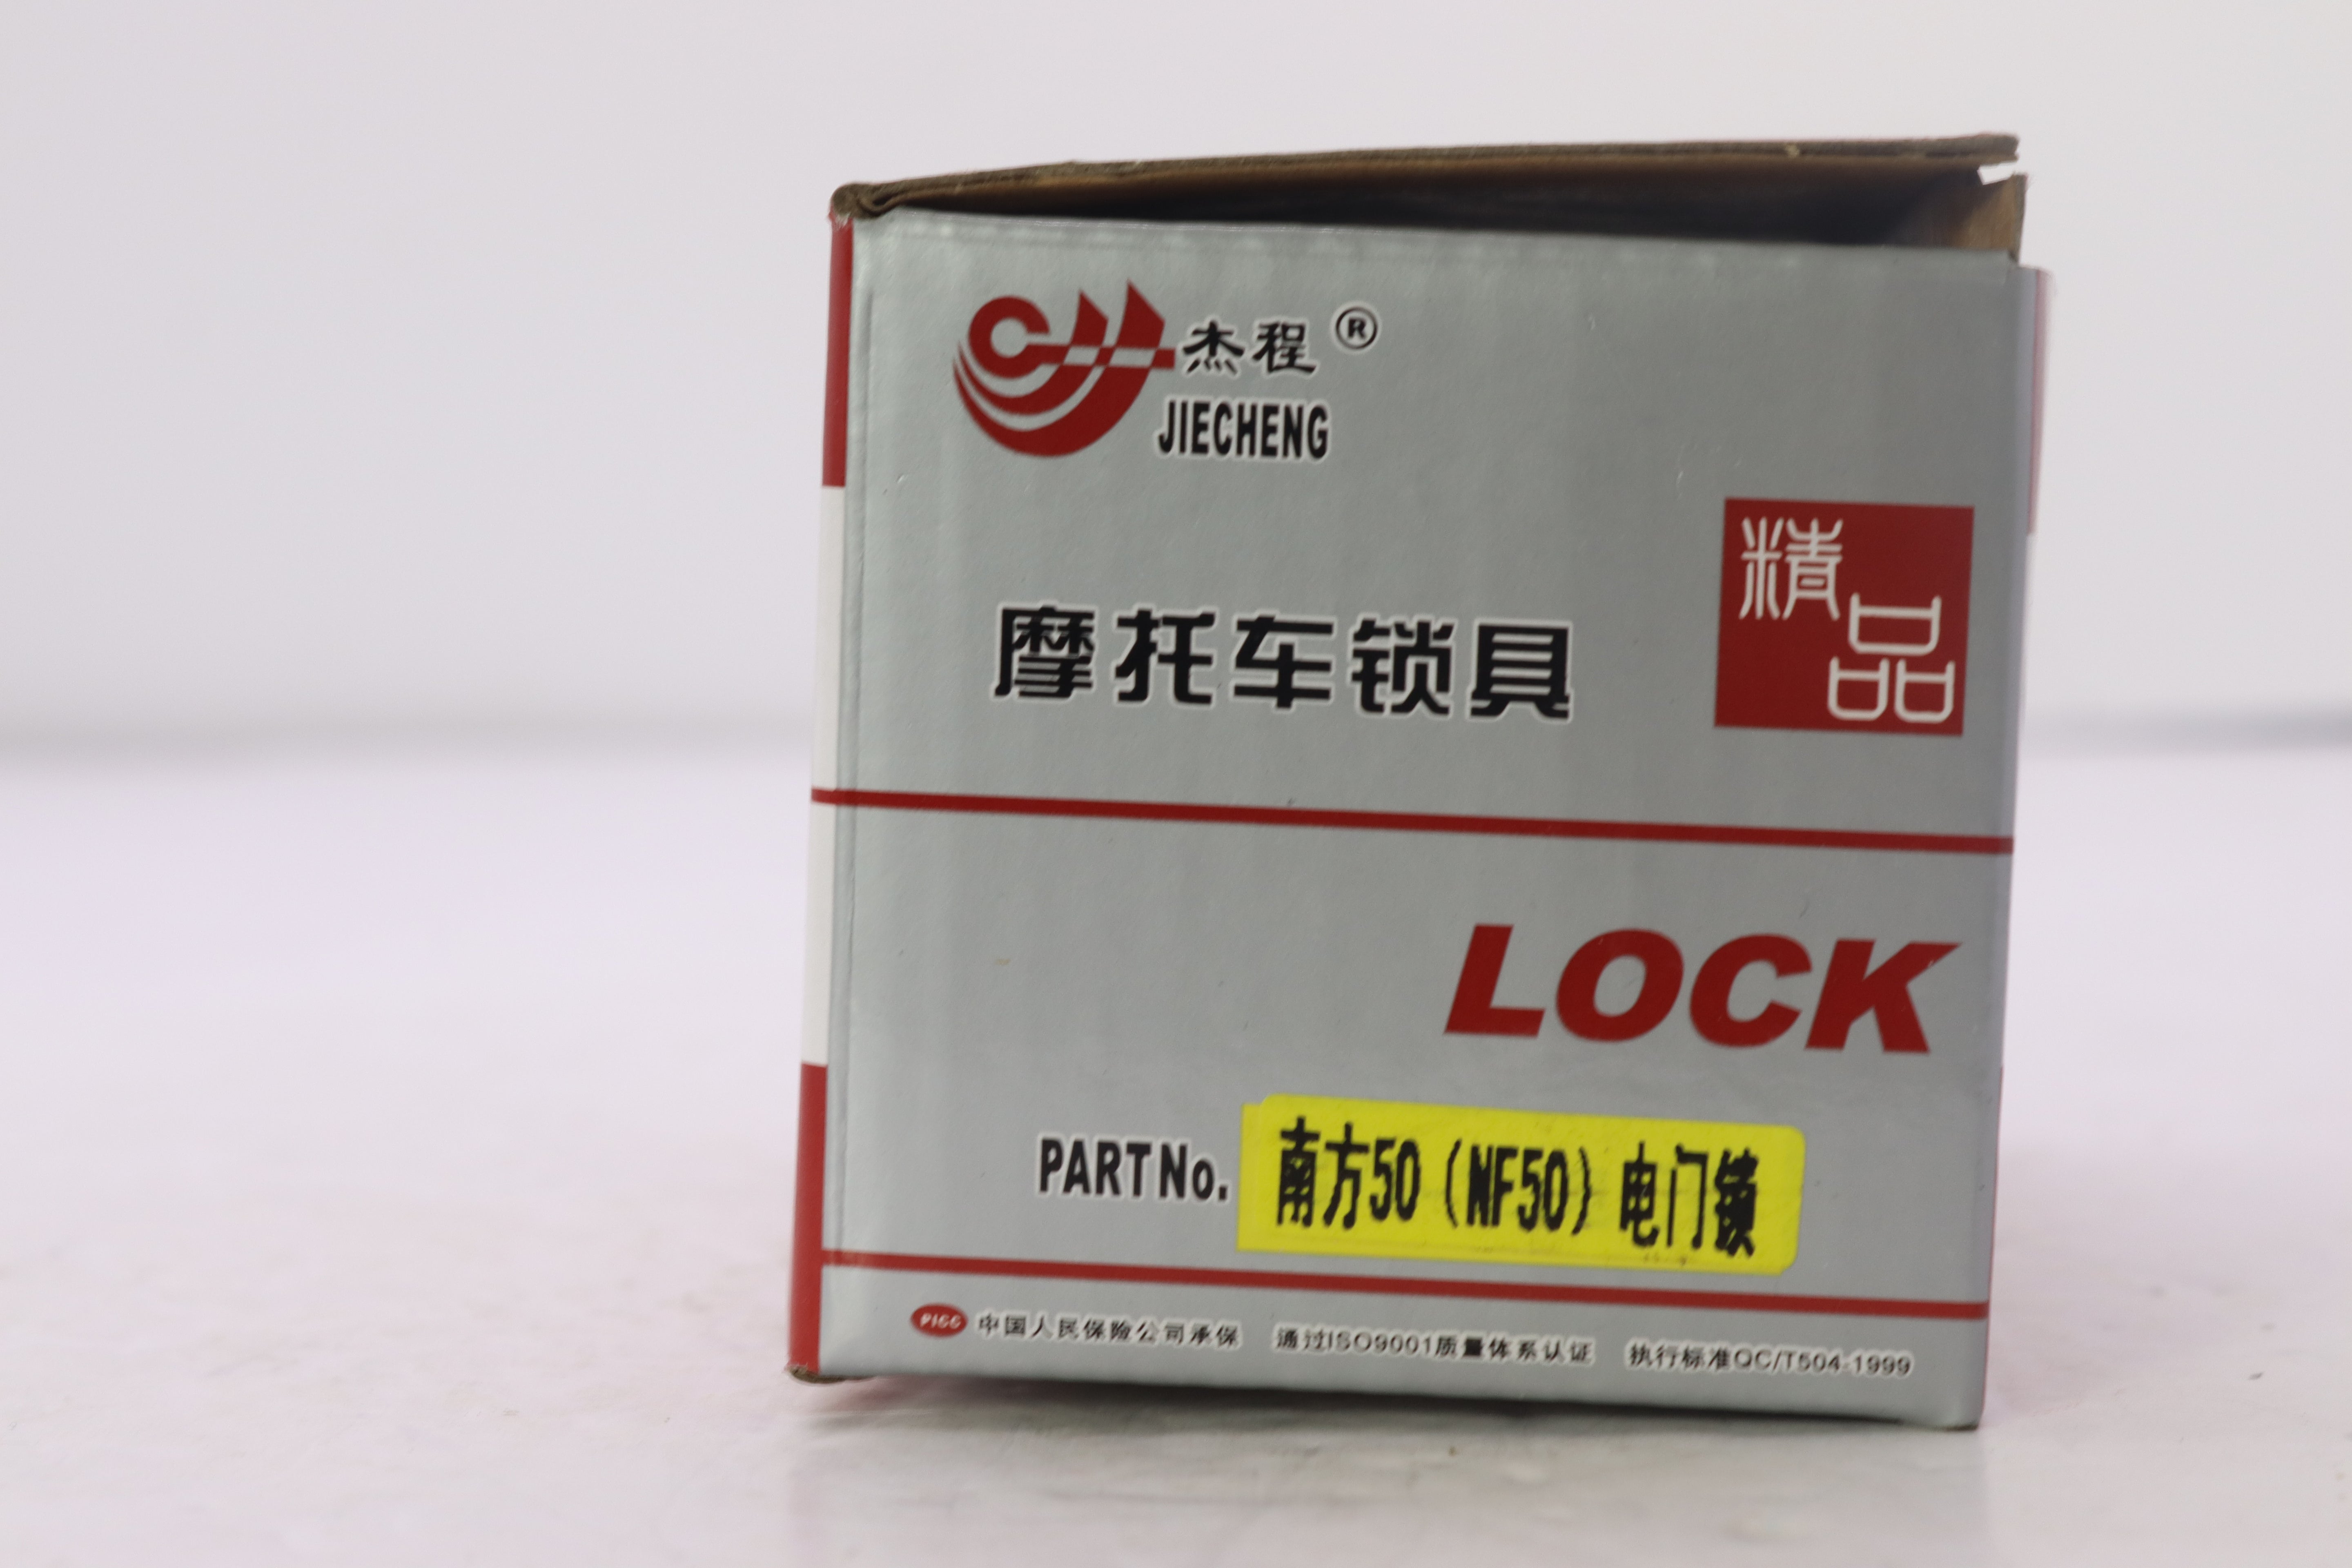 杰程®
JIECHENG
精品
摩托车锁具
LOCK
PART No. 南方50(NF50)电门锁
PICC 中国人民保险公司承保 通过ISO9001质量体系认证 执行标准QC/T504-1999